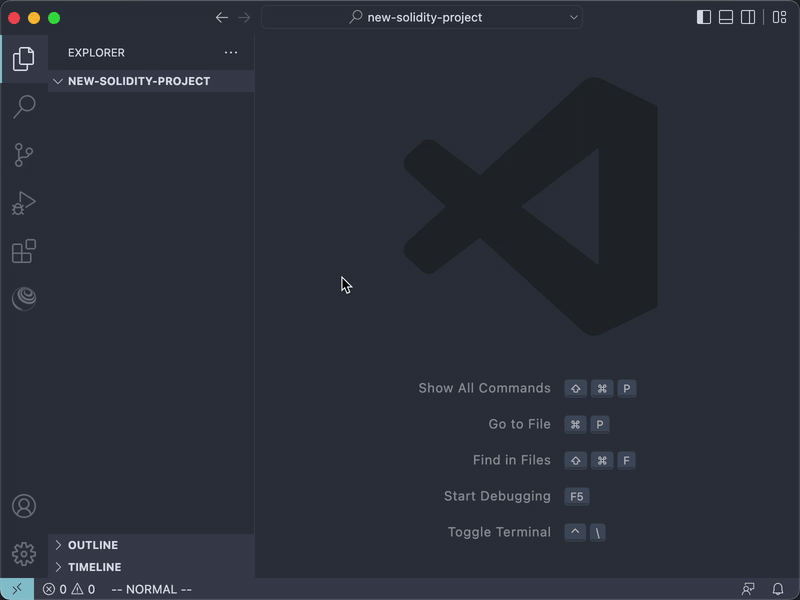 new-solidity-project
EXPLORER
NEW-SOLIDITY-PROJECT
Show All Commands ⇧ ⌘ P
Go to File ⌘ P
Find in Files ⇧ ⌘ F
Start Debugging F5
Toggle Terminal ^ \
OUTLINE
TIMELINE
0 0 -- NORMAL --